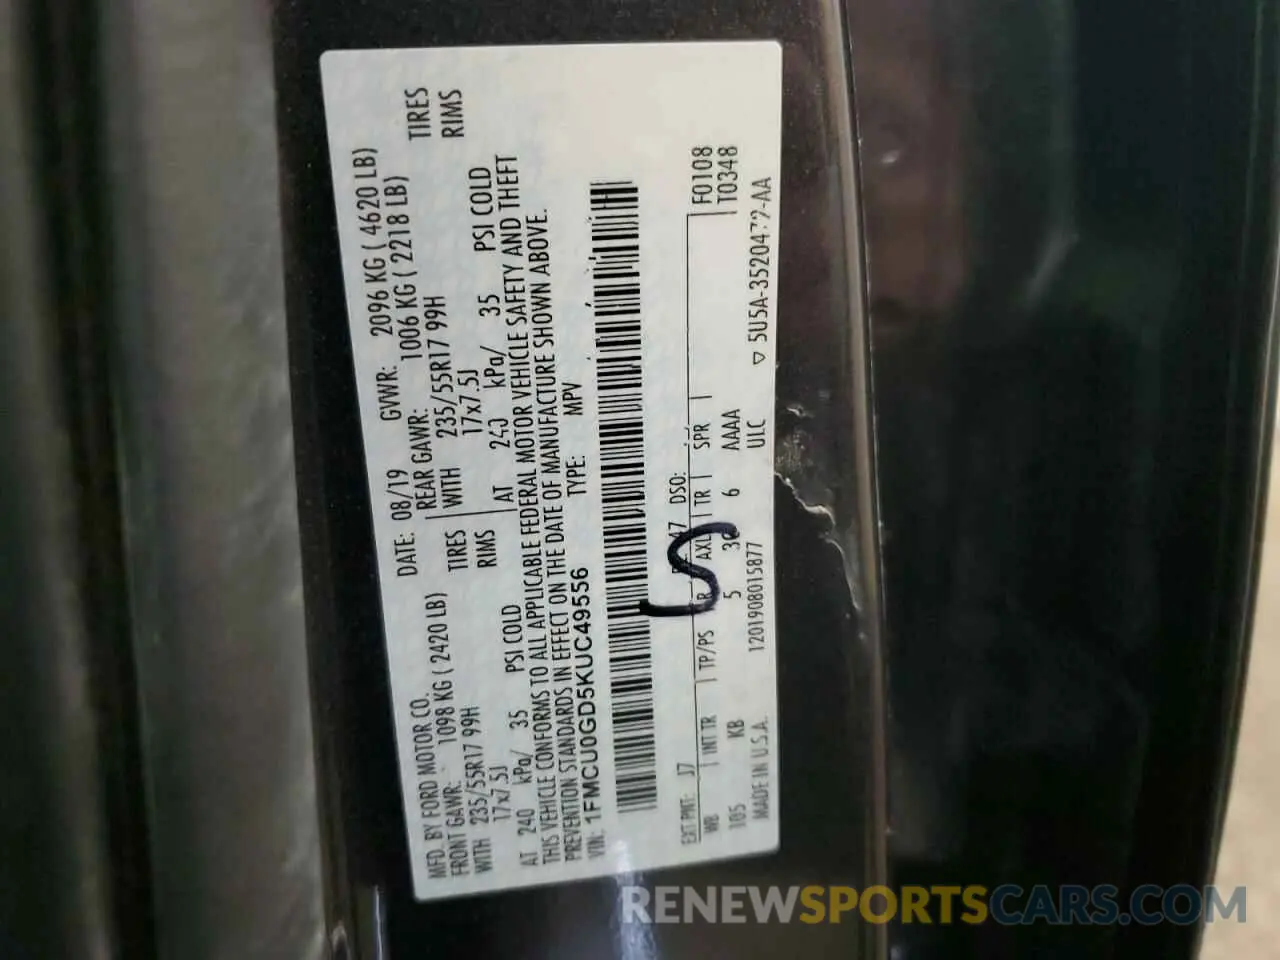 MFD. BY FORD MOTOR CO.
DATE: 08/19 GVWR: 2096 KG ( 4620 LB)
FRONT GAWR: 1098 KG ( 2420 LB) REAR GAWR: 1006 KG ( 2218 LB)
WITH 235/55R17 99H TIRES WITH 235/55R17 99H TIRES
17x7.5J RIMS 17x7.5J RIMS
AT 240 kPa/ 35 PSI COLD AT 240 kPa/ 35 PSI COLD
THIS VEHICLE CONFORMS TO ALL APPLICABLE FEDERAL MOTOR VEHICLE SAFETY AND THEFT
PREVENTION STANDARDS IN EFFECT ON THE DATE OF MANUFACTURE SHOWN ABOVE.
VIN: 1FMCU0GD5KUC49556 TYPE: MPV
EXT PNT: J7 DSO: F0108
WB INT TR TP/PS R AXL TR SPR T0348
105 KB 5 36 6 AAAA
MADE IN U.S.A. 1201908015877 ULC ▽ 5U5A-3520472-AA
RENEWSPORTSCARS.COM